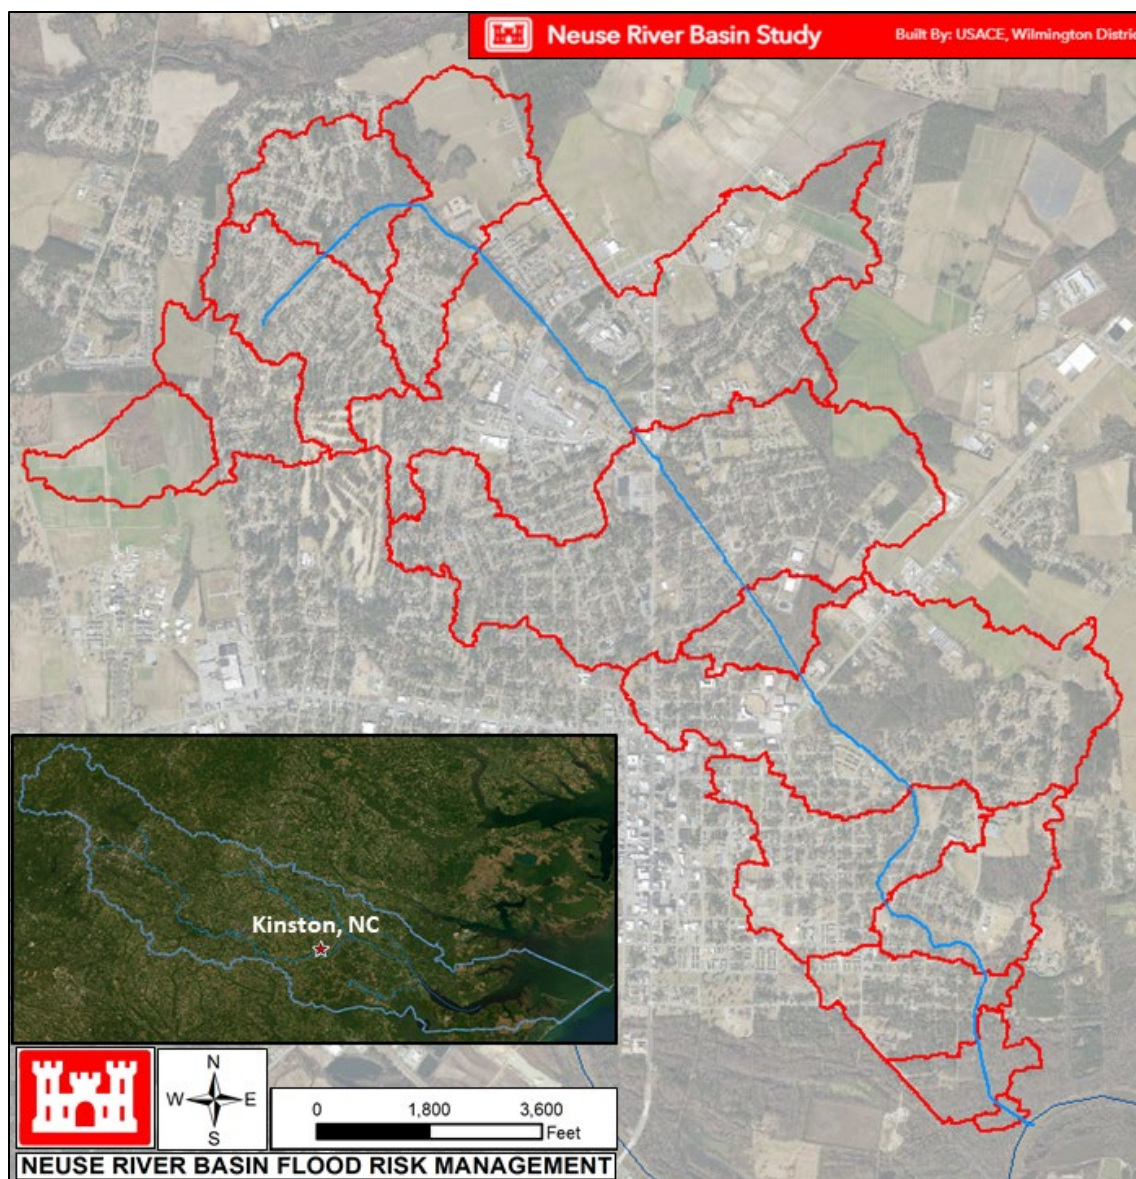 Neuse River Basin Study
Built By: USACE, Wilmington Distri
Kinston, NC
N
W E
S
0 1,800 3,600
Feet
NEUSE RIVER BASIN FLOOD RISK MANAGEMENT